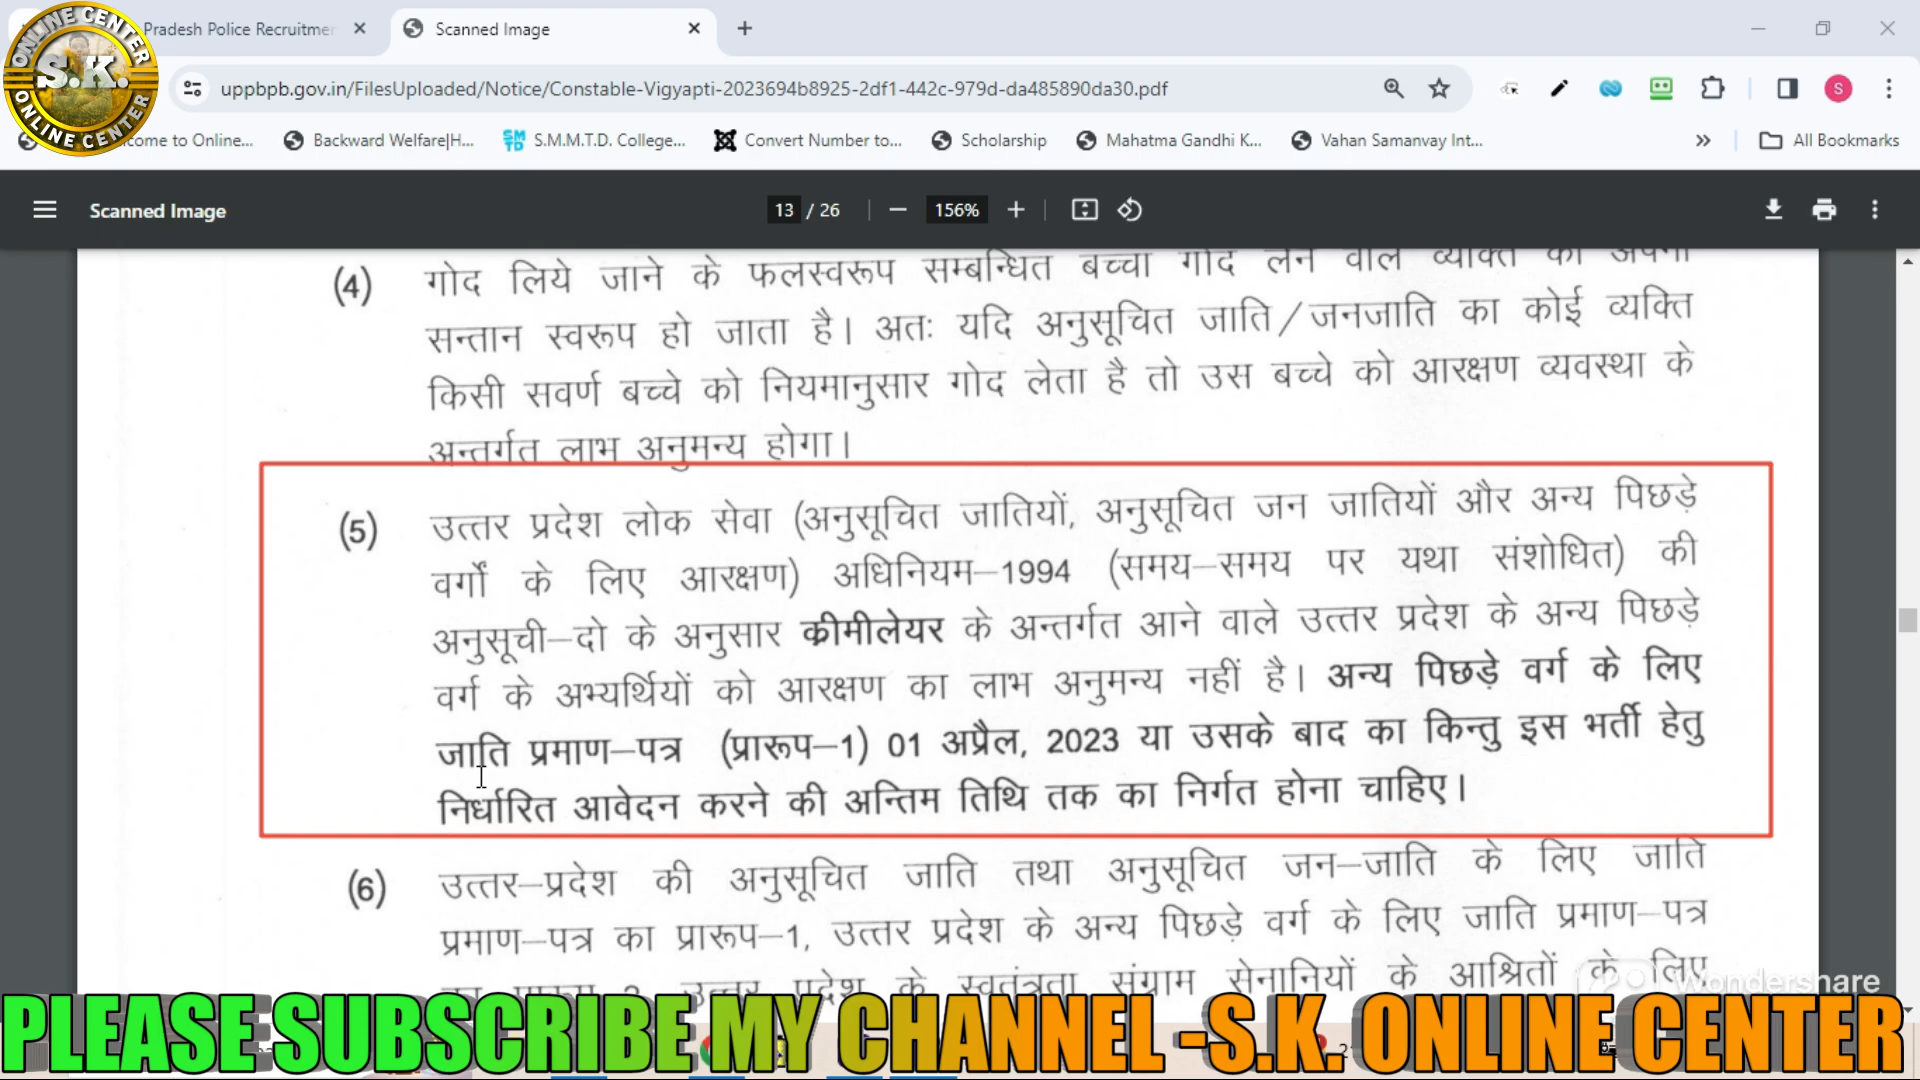 Pradesh Police Recruitmen
Scanned Image
uppbpb.gov.in/FilesUploaded/Notice/Constable-Vigyapti-2023694b8925-2df1-442c-979d-da485890da30.pdf
S
come to Online...
Backward Welfare|H...
S.M.M.T.D. College...
Convert Number to...
Scholarship
Mahatma Gandhi K...
Vahan Samanvay Int...
All Bookmarks
ONLINE CENTER
S.K.
ONLINE CENTER
Scanned Image
13 / 26
156%
(4) गोद लिये जाने के फलस्वरूप सम्बन्धित बच्चा गोद लेने वाले व्यक्ति की अपनी
सन्तान स्वरूप हो जाता है। अतः यदि अनुसूचित जाति/जनजाति का कोई व्यक्ति
किसी सवर्ण बच्चे को नियमानुसार गोद लेता है तो उस बच्चे को आरक्षण व्यवस्था के
अन्तर्गत लाभ अनुमन्य होगा।
(5) उत्तर प्रदेश लोक सेवा (अनुसूचित जातियों, अनुसूचित जन जातियों और अन्य पिछड़े
वर्गों के लिए आरक्षण) अधिनियम–1994 (समय–समय पर यथा संशोधित) की
अनुसूची–दो के अनुसार क्रीमीलेयर के अन्तर्गत आने वाले उत्तर प्रदेश के अन्य पिछड़े
वर्ग के अभ्यर्थियों को आरक्षण का लाभ अनुमन्य नहीं है। अन्य पिछड़े वर्ग के लिए
जाति प्रमाण–पत्र (प्रारूप–1) 01 अप्रैल, 2023 या उसके बाद का किन्तु इस भर्ती हेतु
निर्धारित आवेदन करने की अन्तिम तिथि तक का निर्गत होना चाहिए।
(6) उत्तर–प्रदेश की अनुसूचित जाति तथा अनुसूचित जन–जाति के लिए जाति
प्रमाण–पत्र का प्रारूप–1, उत्तर प्रदेश के अन्य पिछड़े वर्ग के लिए जाति प्रमाण–पत्र
उत्तर प्रदेश के स्वतंत्रता संग्राम सेनानियों के आश्रितों के लिए
Wondershare
PLEASE SUBSCRIBE MY CHANNEL -S.K. ONLINE CENTER